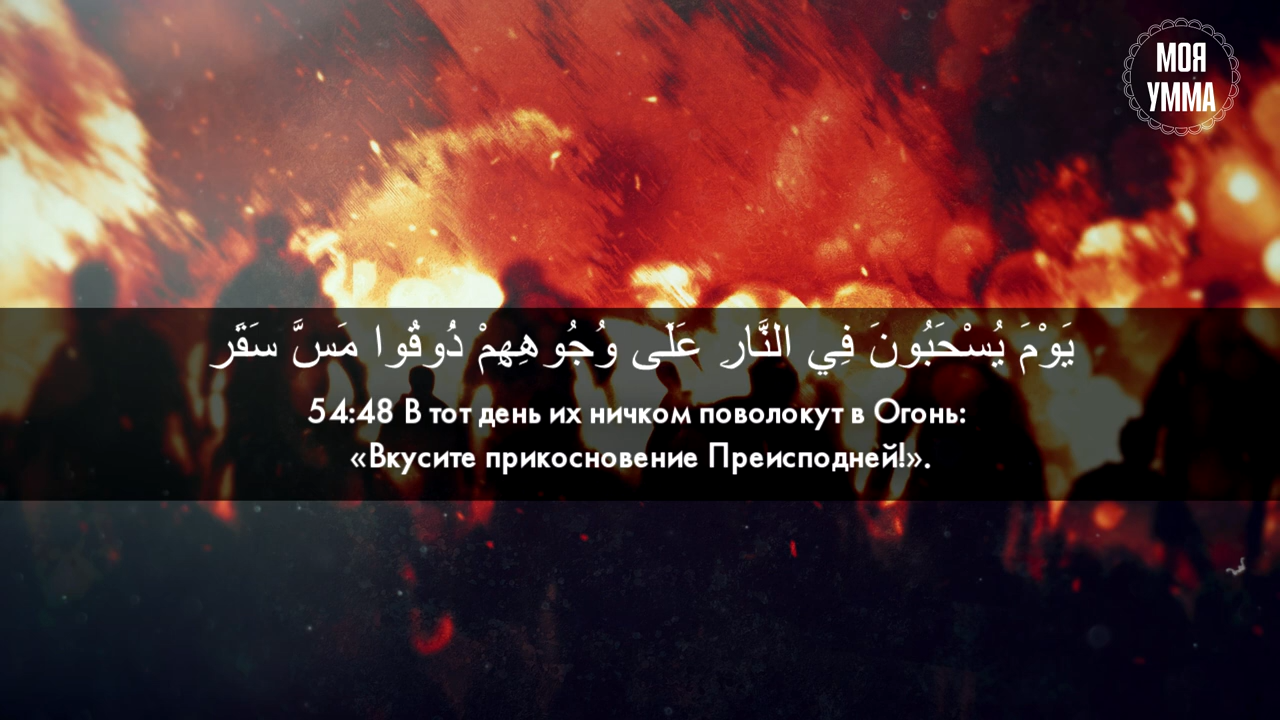 МОЯ
УММА
يَوْمَ يُسْحَبُونَ فِي النَّارِ عَلَى وُجُوهِهِمْ ذُوقُوا مَسَّ سَقَر
54:48 В тот день их ничком поволокут в Огонь:
«Вкусите прикосновение Преисподней!».